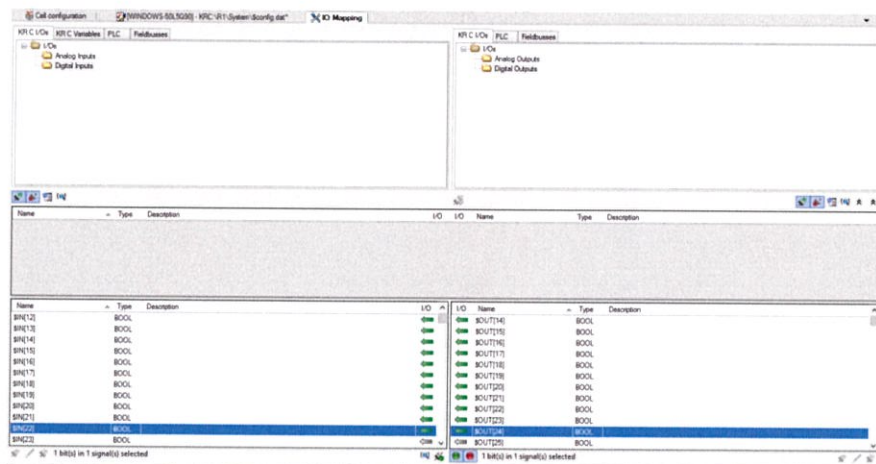 Cell configuration [WINDOWS-50L5G90] - KRC:\R1\System\$config.dat* IO Mapping
KR C I/Os KR C Variables PLC Fieldbusses
I/Os
Analog Inputs
Digital Inputs
KR C I/Os PLC Fieldbusses
I/Os
Analog Outputs
Digital Outputs
Name Type Description I/O
I/O Name Type Description
Name Type Description I/O
$IN[12] BOOL
$IN[13] BOOL
$IN[14] BOOL
$IN[15] BOOL
$IN[16] BOOL
$IN[17] BOOL
$IN[18] BOOL
$IN[19] BOOL
$IN[20] BOOL
$IN[21] BOOL
$IN[22] BOOL
$IN[23] BOOL
1 bit(s) in 1 signal(s) selected
I/O Name Type Description
$OUT[14] BOOL
$OUT[15] BOOL
$OUT[16] BOOL
$OUT[17] BOOL
$OUT[18] BOOL
$OUT[19] BOOL
$OUT[20] BOOL
$OUT[21] BOOL
$OUT[22] BOOL
$OUT[23] BOOL
$OUT[24] BOOL
$OUT[25] BOOL
1 bit(s) in 1 signal(s) selected